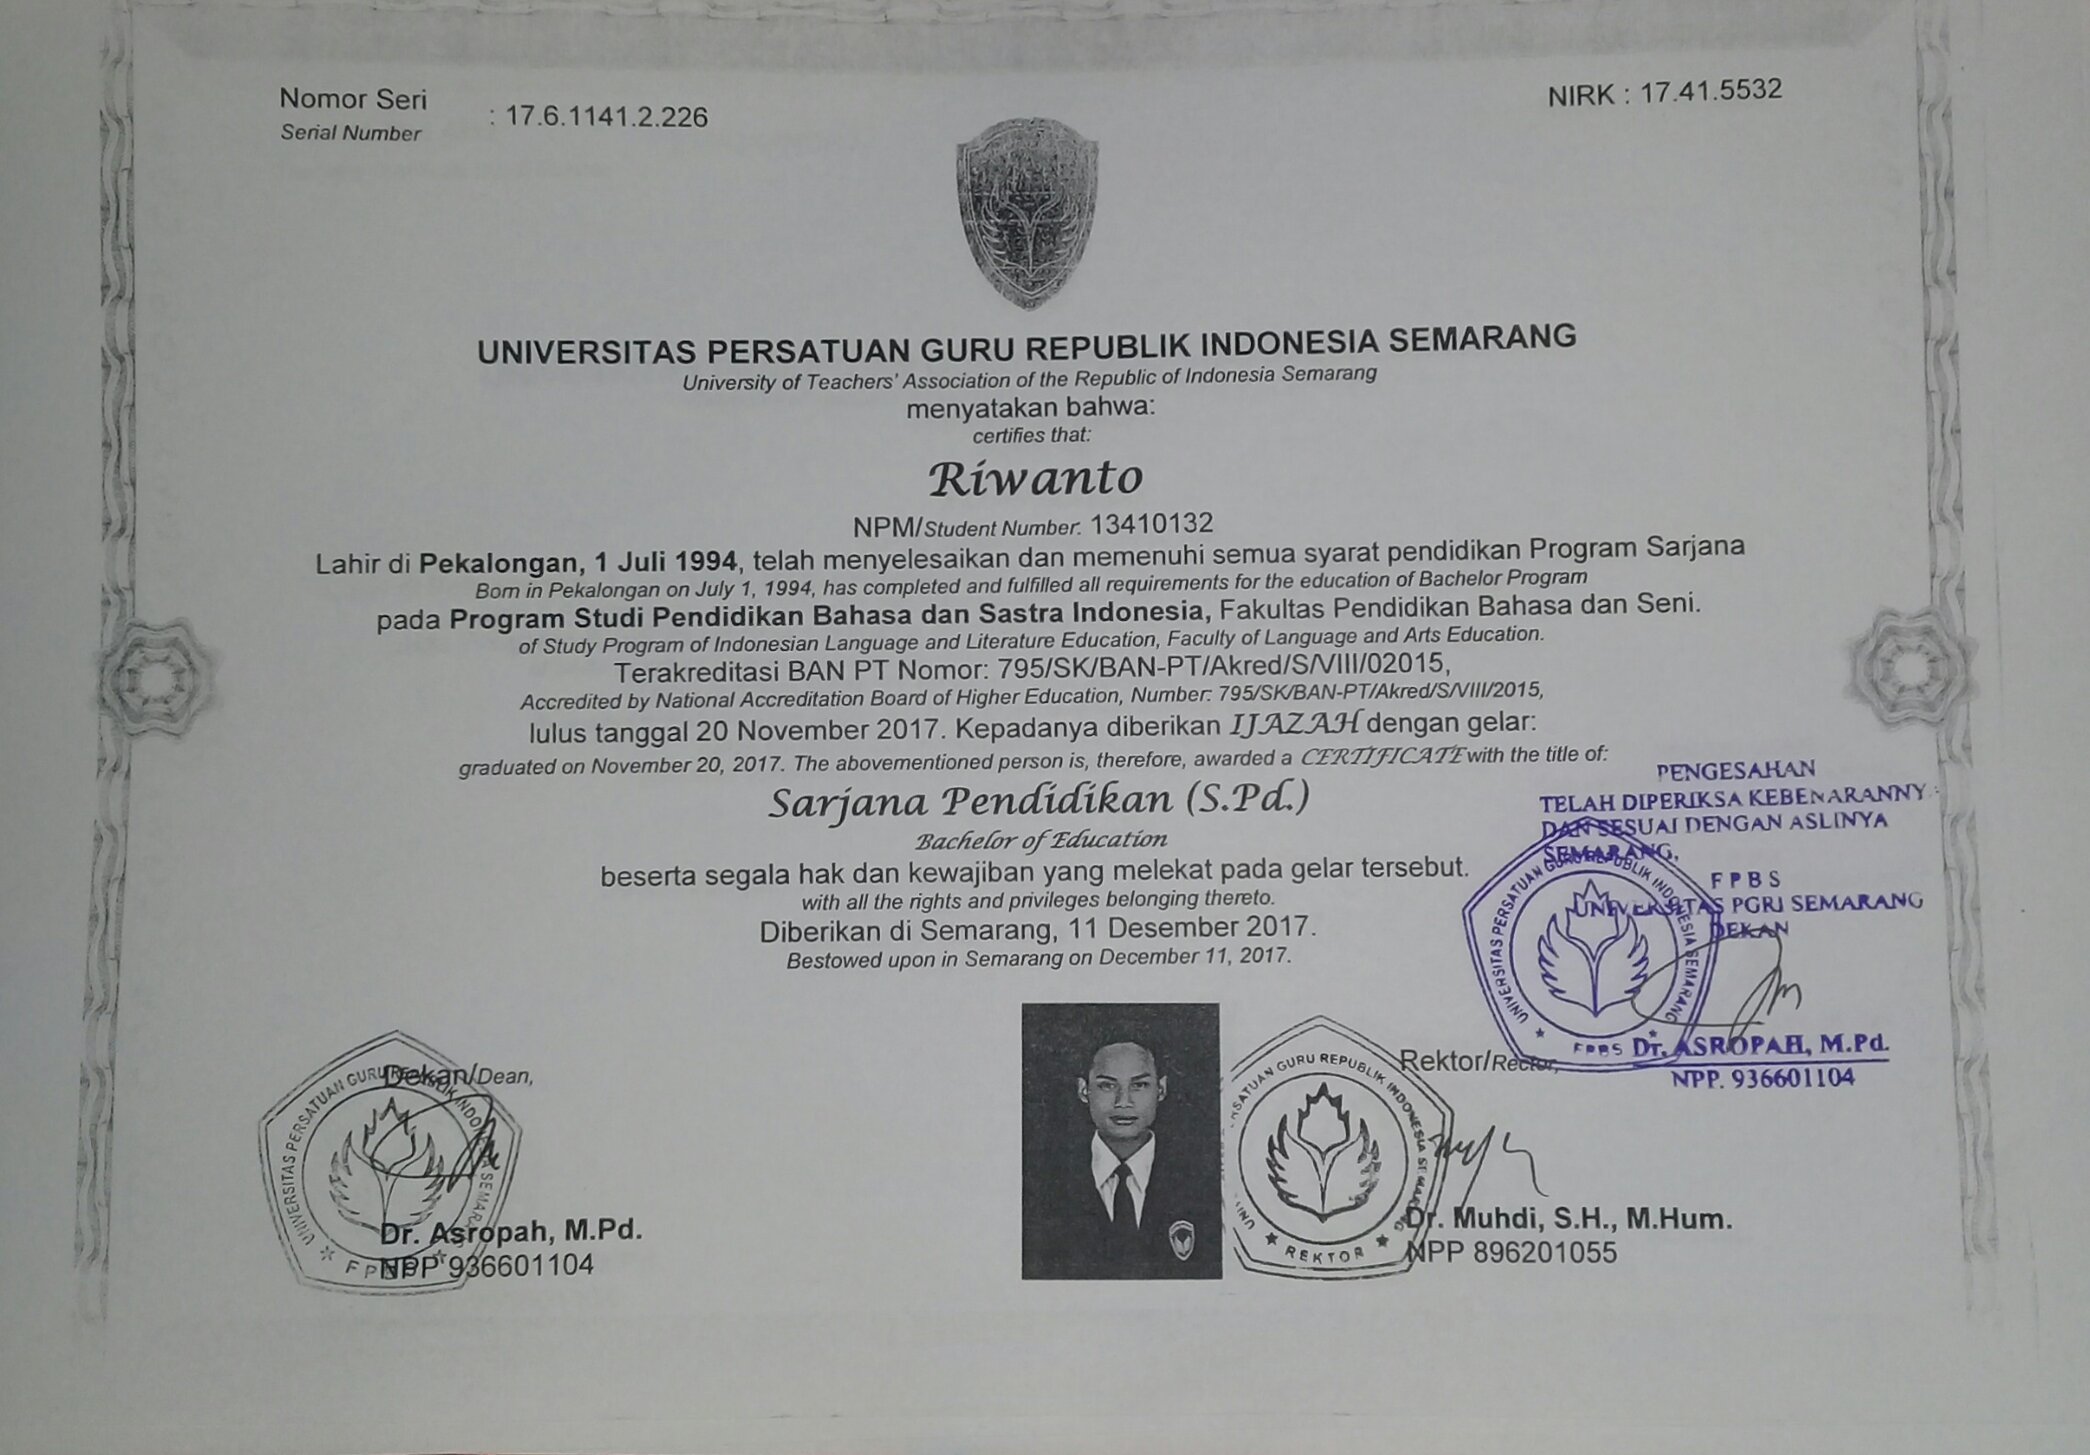 Nomor Seri : 17.6.1141.2.226
Serial Number
NIRK : 17.41.5532
UNIVERSITAS PERSATUAN GURU REPUBLIK INDONESIA SEMARANG
University of Teachers' Association of the Republic of Indonesia Semarang
menyatakan bahwa:
certifies that:
Riwanto
NPM/Student Number: 13410132
Lahir di Pekalongan, 1 Juli 1994, telah menyelesaikan dan memenuhi semua syarat pendidikan Program Sarjana
Born in Pekalongan on July 1, 1994, has completed and fulfilled all requirements for the education of Bachelor Program
pada Program Studi Pendidikan Bahasa dan Sastra Indonesia, Fakultas Pendidikan Bahasa dan Seni.
of Study Program of Indonesian Language and Literature Education, Faculty of Language and Arts Education.
Terakreditasi BAN PT Nomor: 795/SK/BAN-PT/Akred/S/VIII/02015,
Accredited by National Accreditation Board of Higher Education, Number: 795/SK/BAN-PT/Akred/S/VIII/2015,
lulus tanggal 20 November 2017. Kepadanya diberikan IJAZAH dengan gelar:
graduated on November 20, 2017. The abovementioned person is, therefore, awarded a CERTIFICATE with the title of:
Sarjana Pendidikan (S.Pd.)
Bachelor of Education
beserta segala hak dan kewajiban yang melekat pada gelar tersebut.
with all the rights and privileges belonging thereto.
Diberikan di Semarang, 11 Desember 2017.
Bestowed upon in Semarang on December 11, 2017.
PENGESAHAN
TELAH DIPERIKSA KEBENARANNY
DAN SESUAI DENGAN ASLINYA
SEMARANG,
FPBS
UNIVERSITAS PGRI SEMARANG
DEKAN
UNIVERSITAS PERSATUAN GURU REPUBLIK INDONESIA SEMARANG
FPBS
Dr. ASROPAH, M.Pd.
NPP. 936601104
Dekan/Dean,
UNIVERSITAS PERSATUAN GURU REPUBLIK INDONESIA SEMARANG
FPBS
Dr. Asropah, M.Pd.
NPP 936601104
Rektor/Rector,
PERSATUAN GURU REPUBLIK INDONESIA SEMARANG
REKTOR
Dr. Muhdi, S.H., M.Hum.
NPP 896201055